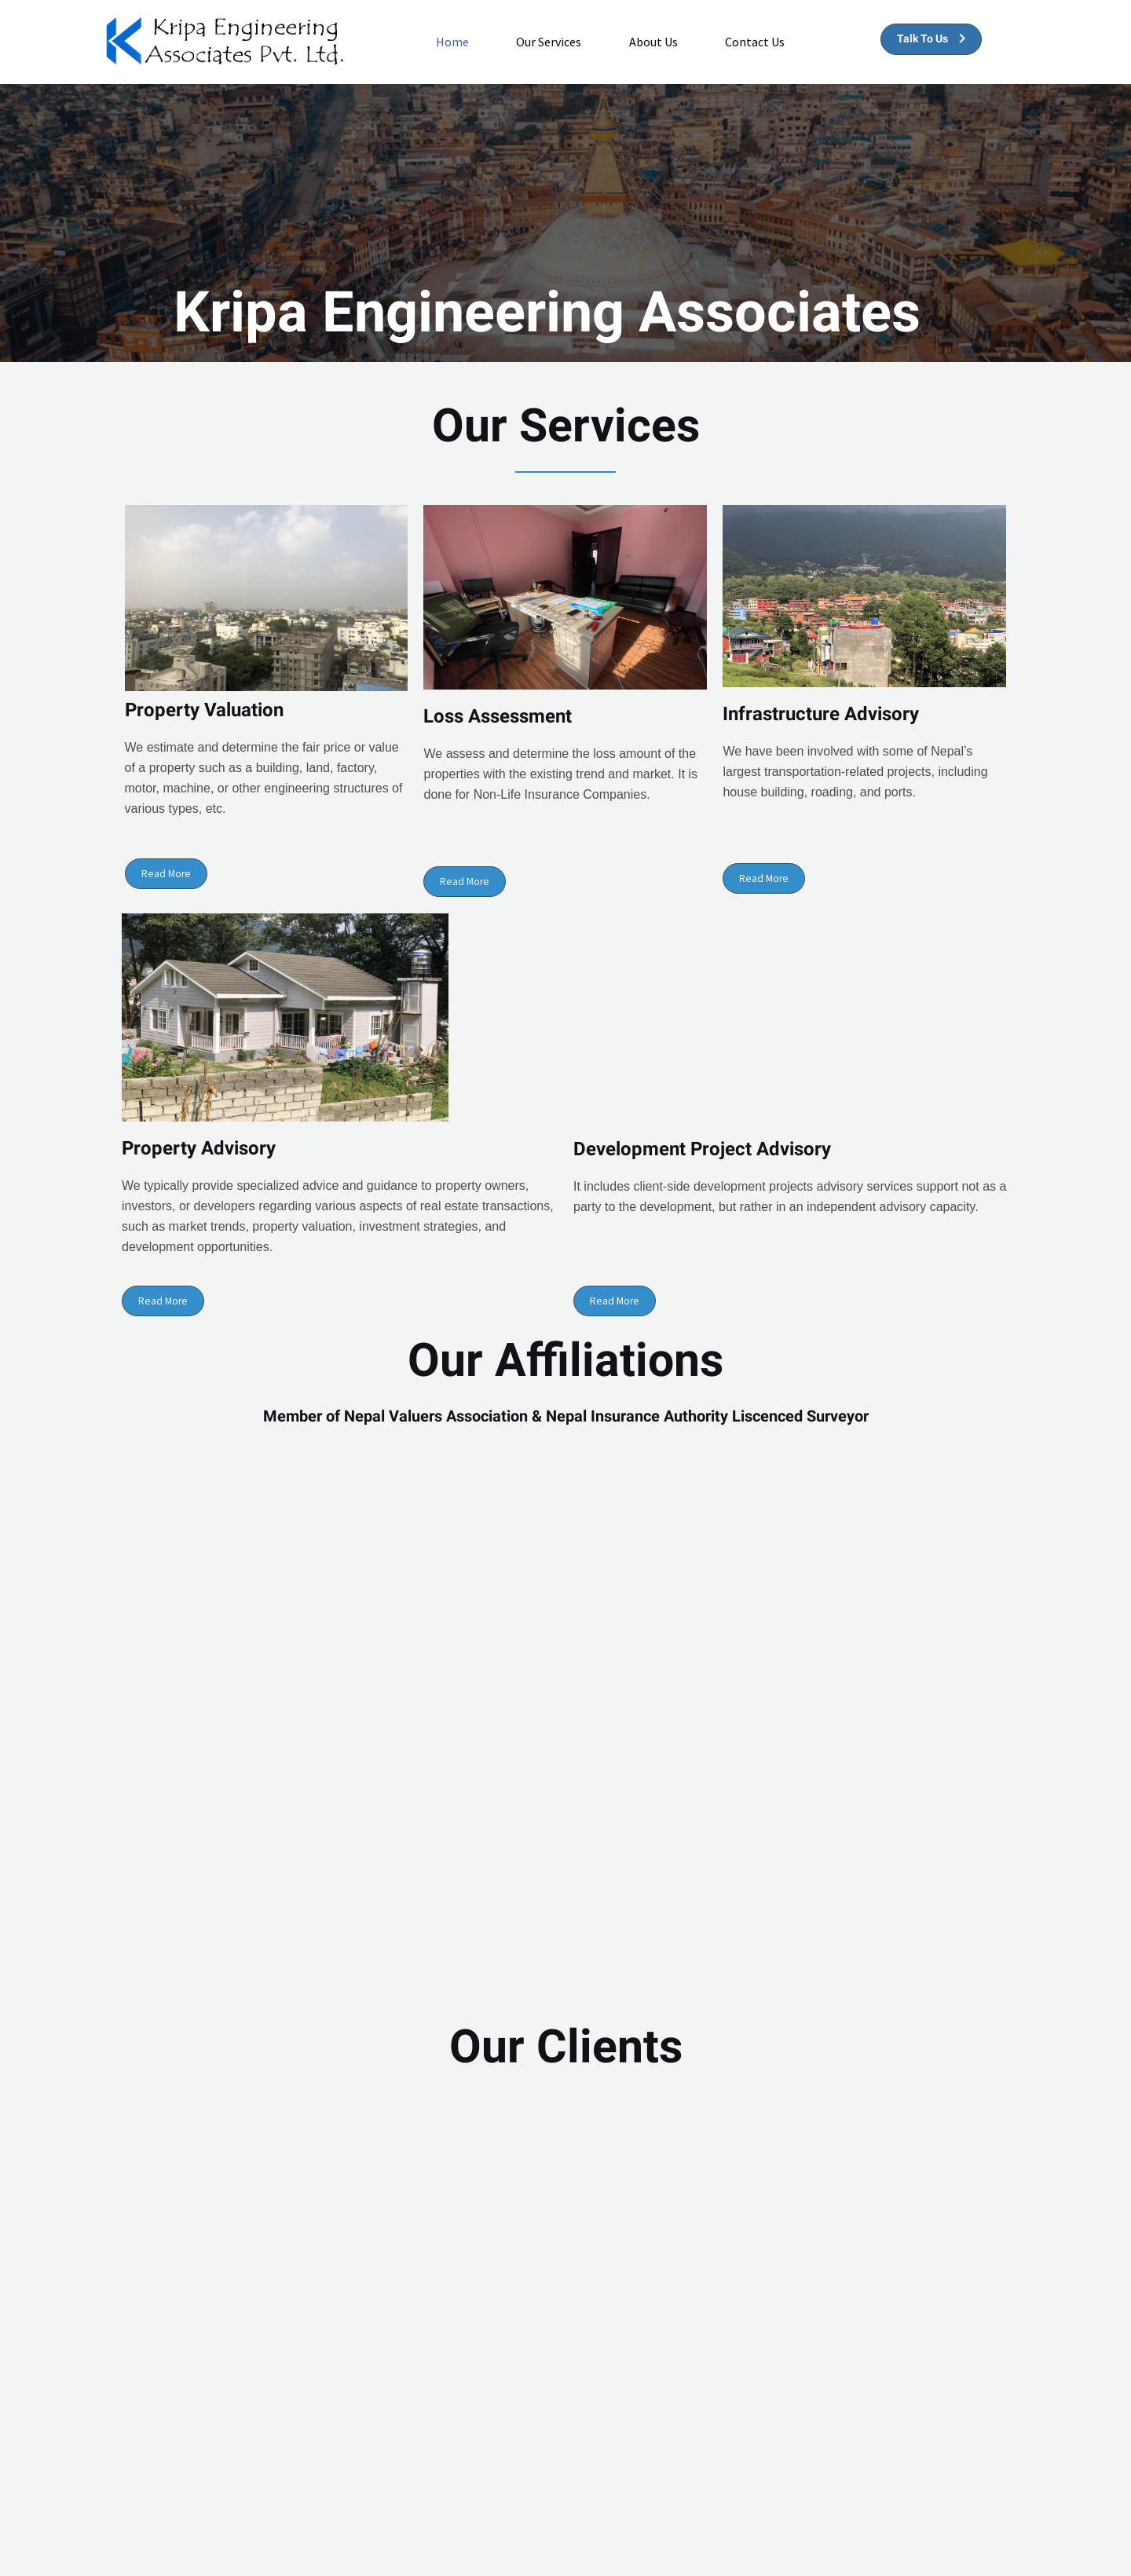 Kripa Engineering
Associates Pvt. Ltd.
Home
Our Services
About Us
Contact Us
Talk To Us
Kripa Engineering Associates
Our Services
Property Valuation
We estimate and determine the fair price or value
of a property such as a building, land, factory,
motor, machine, or other engineering structures of
various types, etc.
Read More
Loss Assessment
We assess and determine the loss amount of the
properties with the existing trend and market. It is
done for Non-Life Insurance Companies.
Read More
Infrastructure Advisory
We have been involved with some of Nepal’s
largest transportation-related projects, including
house building, roading, and ports.
Read More
Property Advisory
We typically provide specialized advice and guidance to property owners,
investors, or developers regarding various aspects of real estate transactions,
such as market trends, property valuation, investment strategies, and
development opportunities.
Read More
Development Project Advisory
It includes client-side development projects advisory services support not as a
party to the development, but rather in an independent advisory capacity.
Read More
Our Affiliations
Member of Nepal Valuers Association & Nepal Insurance Authority Liscenced Surveyor
Our Clients